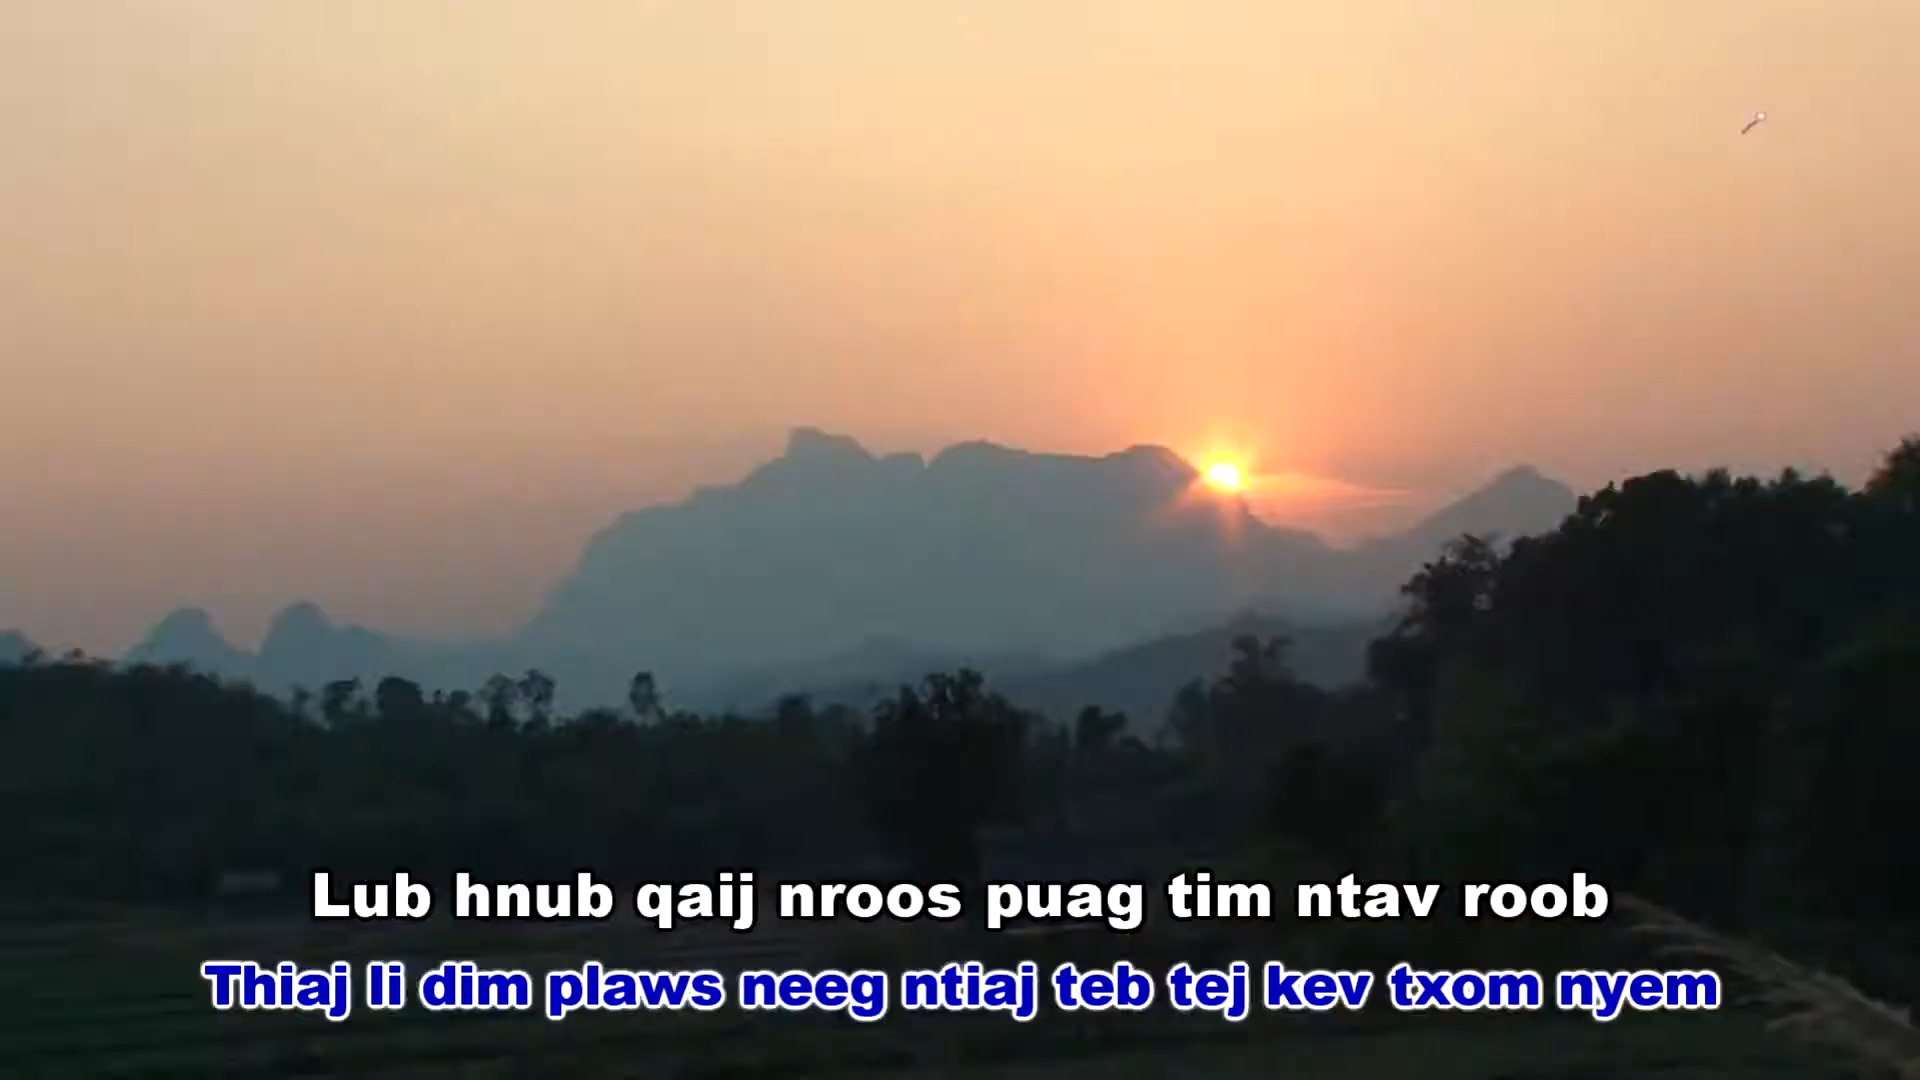 Lub hnub qaij nroos puag tim ntav roob
Thiaj li dim plaws neeg ntiaj teb tej kev txom nyem